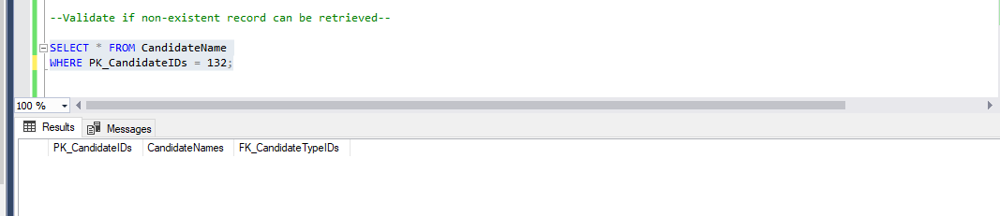 --Validate if non-existent record can be retrieved--
SELECT * FROM CandidateName
WHERE PK_CandidateIDs = 132;
100 %
Results Messages
PK_CandidateIDs CandidateNames FK_CandidateTypeIDs